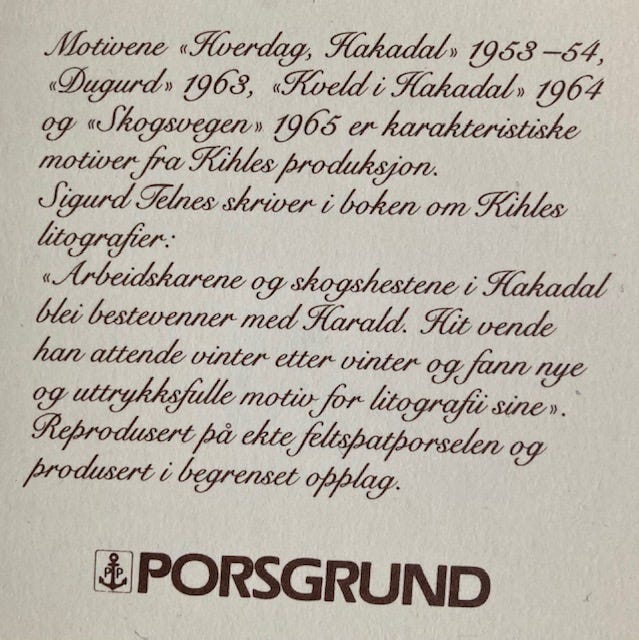 Motivene «Hverdag, Hakadal» 1953–54,
«Dugurd» 1963, «Kveld i Hakadal» 1964
og «Skogsvegen» 1965 er karakteristiske
motiver fra Kihles produksjon.
Sigurd Telnes skriver i boken om Kihles
litografier:
«Arbeidskarene og skogshestene i Hakadal
blei bestevenner med Harald. Hit vende
han attende vinter etter vinter og fann nye
og uttrykksfulle motiv for litografii sine».
Reprodusert på ekte feltspatporselen og
produsert i begrenset opplag.
PP PORSGRUND